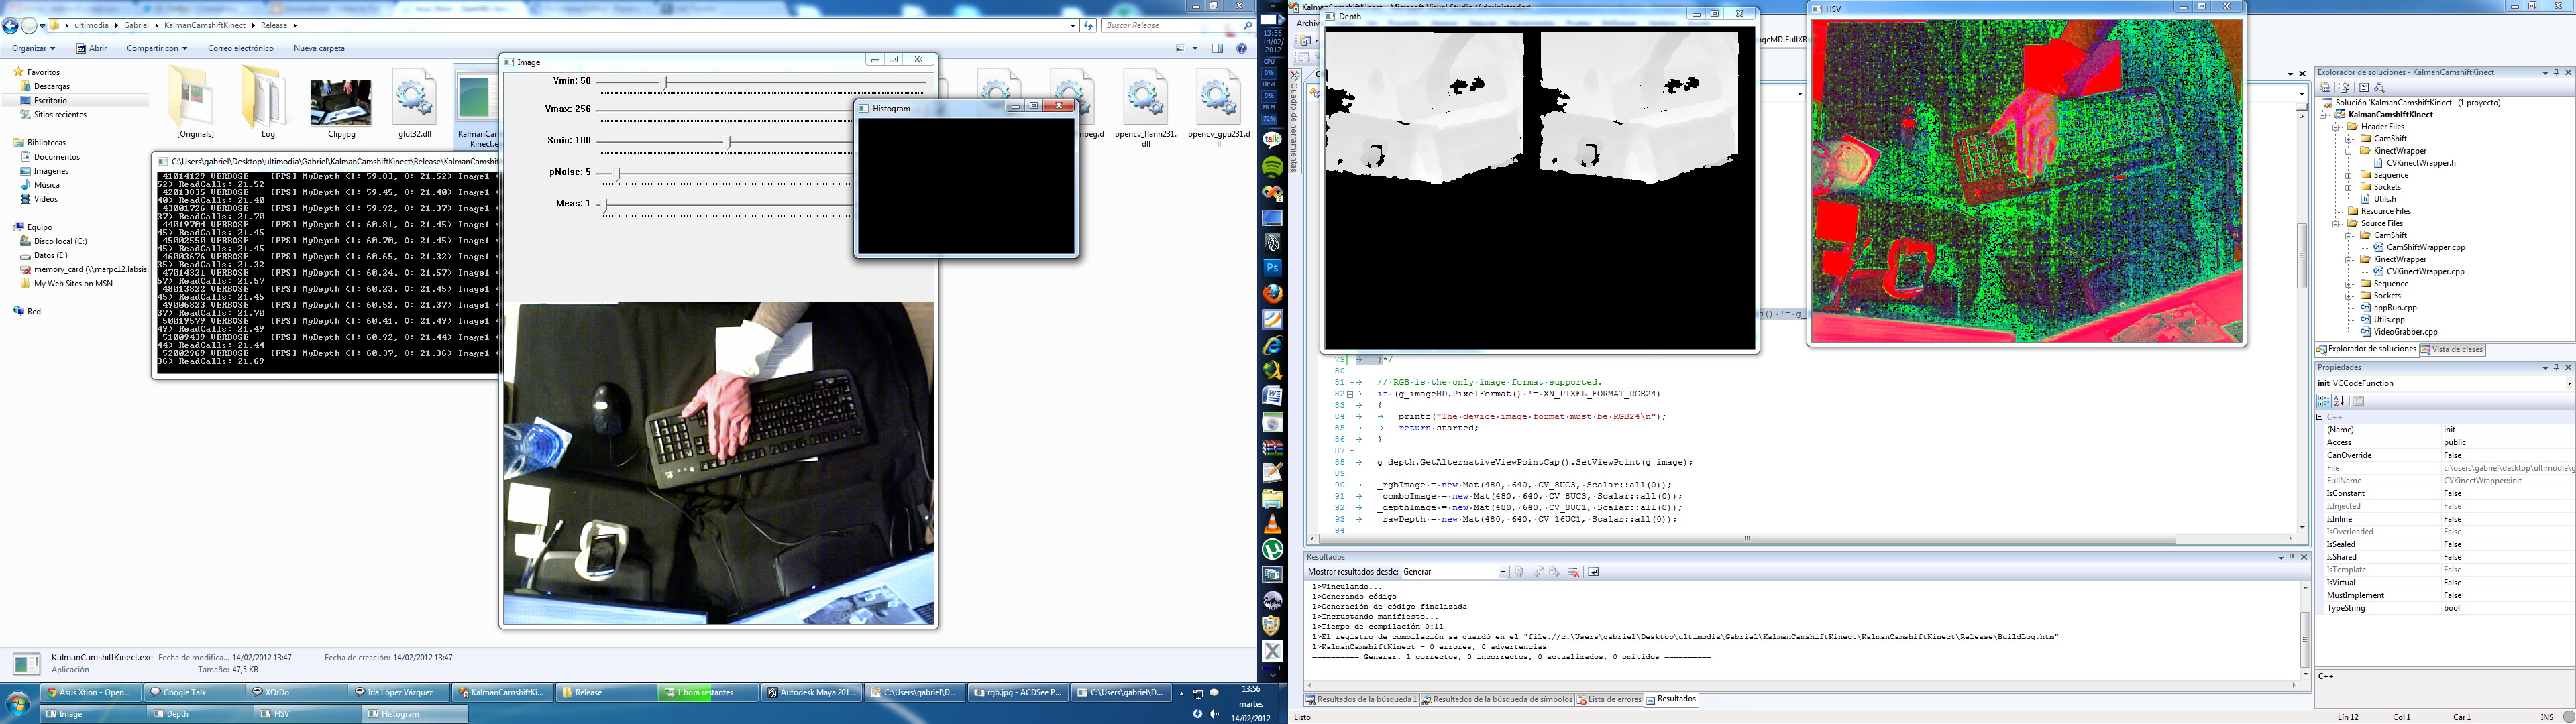 ultimodia ▸ Gabriel ▸ KalmanCamshiftKinect ▸ Release ▸
Buscar Release
Organizar
Abrir
Compartir con
Correo electrónico
Nueva carpeta
Favoritos
Descargas
Escritorio
Sitios recientes
Bibliotecas
Documentos
Imágenes
Música
Vídeos
Equipo
Disco local (C:)
Datos (E:)
memory_card (\\marpc12.labsis.
My Web Sites on MSN
Red
[Originals]
Log
Clip.jpg
glut32.dll
KalmanCam
Kinect.ex
mpeg.d
opencv_flann231.
dll
opencv_gpu231.d
ll
C:\Users\gabriel\Desktop\ultimodia\Gabriel\KalmanCamshiftKinect\Release\KalmanCamshif
41014129 VERBOSE [FPS] MyDepth (I: 59.83, O: 21.52) Image1 <
52) ReadCalls: 21.52
42013835 VERBOSE [FPS] MyDepth (I: 59.45, O: 21.40) Image1 <
40) ReadCalls: 21.40
43001726 VERBOSE [FPS] MyDepth (I: 59.92, O: 21.37) Image1 <
37) ReadCalls: 21.70
44019704 VERBOSE [FPS] MyDepth (I: 60.81, O: 21.45) Image1 <
45) ReadCalls: 21.45
45002550 VERBOSE [FPS] MyDepth (I: 60.70, O: 21.45) Image1 <
45) ReadCalls: 21.45
46003676 VERBOSE [FPS] MyDepth (I: 60.65, O: 21.32) Image1 <
35) ReadCalls: 21.32
47014321 VERBOSE [FPS] MyDepth (I: 60.24, O: 21.57) Image1 <
57) ReadCalls: 21.57
48013822 VERBOSE [FPS] MyDepth (I: 60.23, O: 21.45) Image1 <
45) ReadCalls: 21.45
49006823 VERBOSE [FPS] MyDepth (I: 60.52, O: 21.37) Image1 <
37) ReadCalls: 21.70
50019579 VERBOSE [FPS] MyDepth (I: 60.41, O: 21.49) Image1 <
49) ReadCalls: 21.49
51009439 VERBOSE [FPS] MyDepth (I: 60.92, O: 21.44) Image1 <
44) ReadCalls: 21.44
52002969 VERBOSE [FPS] MyDepth (I: 60.37, O: 21.36) Image1 <
36) ReadCalls: 21.69
Image
Vmin: 50
Vmax: 256
Smin: 100
pNoise: 5
Meas: 1
Histogram
KalmanCamshiftKinect.exe Fecha de modifica... 14/02/2012 13:47 Fecha de creación: 14/02/2012 13:47
Aplicación Tamaño: 47,5 KB
Asus Xtion - Open...
Google Talk
XOrDo
Iria López Vázquez
KalmanCamshiftKi...
Release
1 hora restantes
Autodesk Maya 201...
C:\Users\gabriel\D...
rgb.jpg - ACDSee P...
C:\Users\gabriel\D...
Image
Depth
HSV
Histogram
13:56
martes
14/02/2012
13:56
14/02/
2012
CPU
0%
DISK
0%
MEM
72%
talk
Ps
KalmanCamshiftKinect - Microsoft Visual Studio (Administrador)
Archiv
Depth
HSV
geMD.FullXR
Cuadro de herramientas
79 }*/
80
81 // RGB is the only image format supported.
82 if (g_imageMD.PixelFormat() != XN_PIXEL_FORMAT_RGB24)
83 {
84 printf("The device image format must be RGB24\n");
85 return started;
86 }
87
88 g_depth.GetAlternativeViewPointCap().SetViewPoint(g_image);
89
90 _rgbImage = new Mat(480, 640, CV_8UC3, Scalar::all(0));
91 _comboImage = new Mat(480, 640, CV_8UC3, Scalar::all(0));
92 _depthImage = new Mat(480, 640, CV_8UC1, Scalar::all(0));
93 _rawDepth = new Mat(480, 640, CV_16UC1, Scalar::all(0));
94
Resultados
Mostrar resultados desde: Generar
1>Vinculando...
1>Generando código
1>Generación de código finalizada
1>Incrustando manifiesto...
1>Tiempo de compilación 0:11
1>El registro de compilación se guardó en el "file://c:\Users\gabriel\Desktop\ultimodia\Gabriel\KalmanCamshiftKinect\KalmanCamshiftKinect\Release\BuildLog.htm"
1>KalmanCamshiftKinect - 0 errores, 0 advertencias
========== Generar: 1 correctos, 0 incorrectos, 0 actualizados, 0 omitidos ==========
Resultados de la búsqueda 1
Resultados de la búsqueda de símbolos
Lista de errores
Resultados
Listo
Lín 12 Col 1 Car 1 INS
Explorador de soluciones - KalmanCamshiftKinect
Solución 'KalmanCamshiftKinect' (1 proyecto)
KalmanCamshiftKinect
Header Files
CamShift
KinectWrapper
CVKinectWrapper.h
Sequence
Sockets
Utils.h
Resource Files
Source Files
CamShift
CamShiftWrapper.cpp
KinectWrapper
CVKinectWrapper.cpp
Sequence
Sockets
appRun.cpp
Utils.cpp
VideoGrabber.cpp
Explorador de soluciones
Vista de clases
Propiedades
init VCCodeFunction
C++
(Name) init
Access public
CanOverride False
File c:\users\gabriel\desktop\ultimodia\g
FullName CVKinectWrapper::init
IsConstant False
IsInjected False
IsInline False
IsOverloaded False
IsSealed False
IsShared False
IsTemplate False
IsVirtual False
MustImplement False
TypeString bool
C++